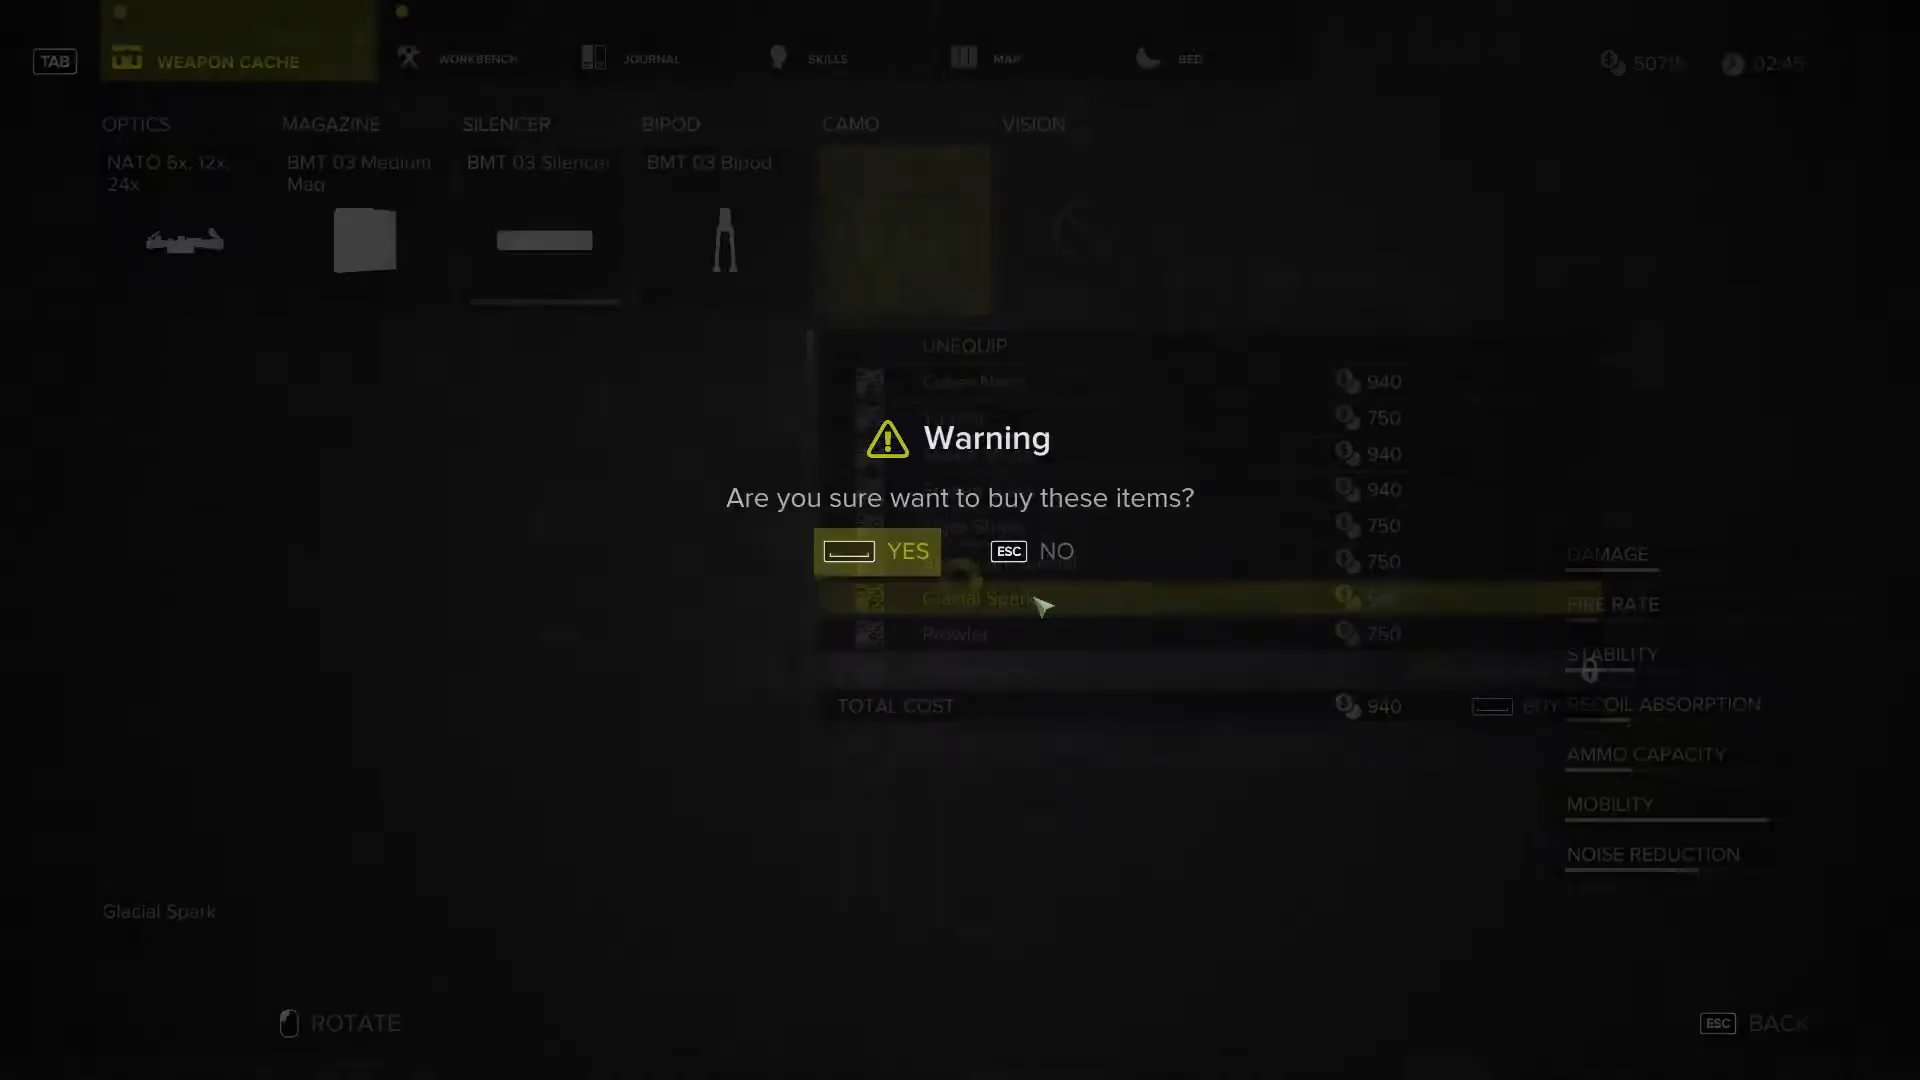 TAB
WEAPON CACHE
WORKBENCH
JOURNAL
SKILLS
MAP
BED
02:45
OPTICS
MAGAZINE
SILENCER
BIPOD
CAMO
VISION
NATO 6x, 12x,
24x
BMT 03 Medium
Mag
BMT 03 Silencer
BMT 03 Bipod
UNEQUIP
940
750
940
940
750
750
Warning
Are you sure want to buy these items?
YES
ESC NO
Glacial Spark
Prowler
750
TOTAL COST
940
BUY
DAMAGE
FIRE RATE
STABILITY
RECOIL ABSORPTION
AMMO CAPACITY
MOBILITY
NOISE REDUCTION
Glacial Spark
ROTATE
ESC BACK